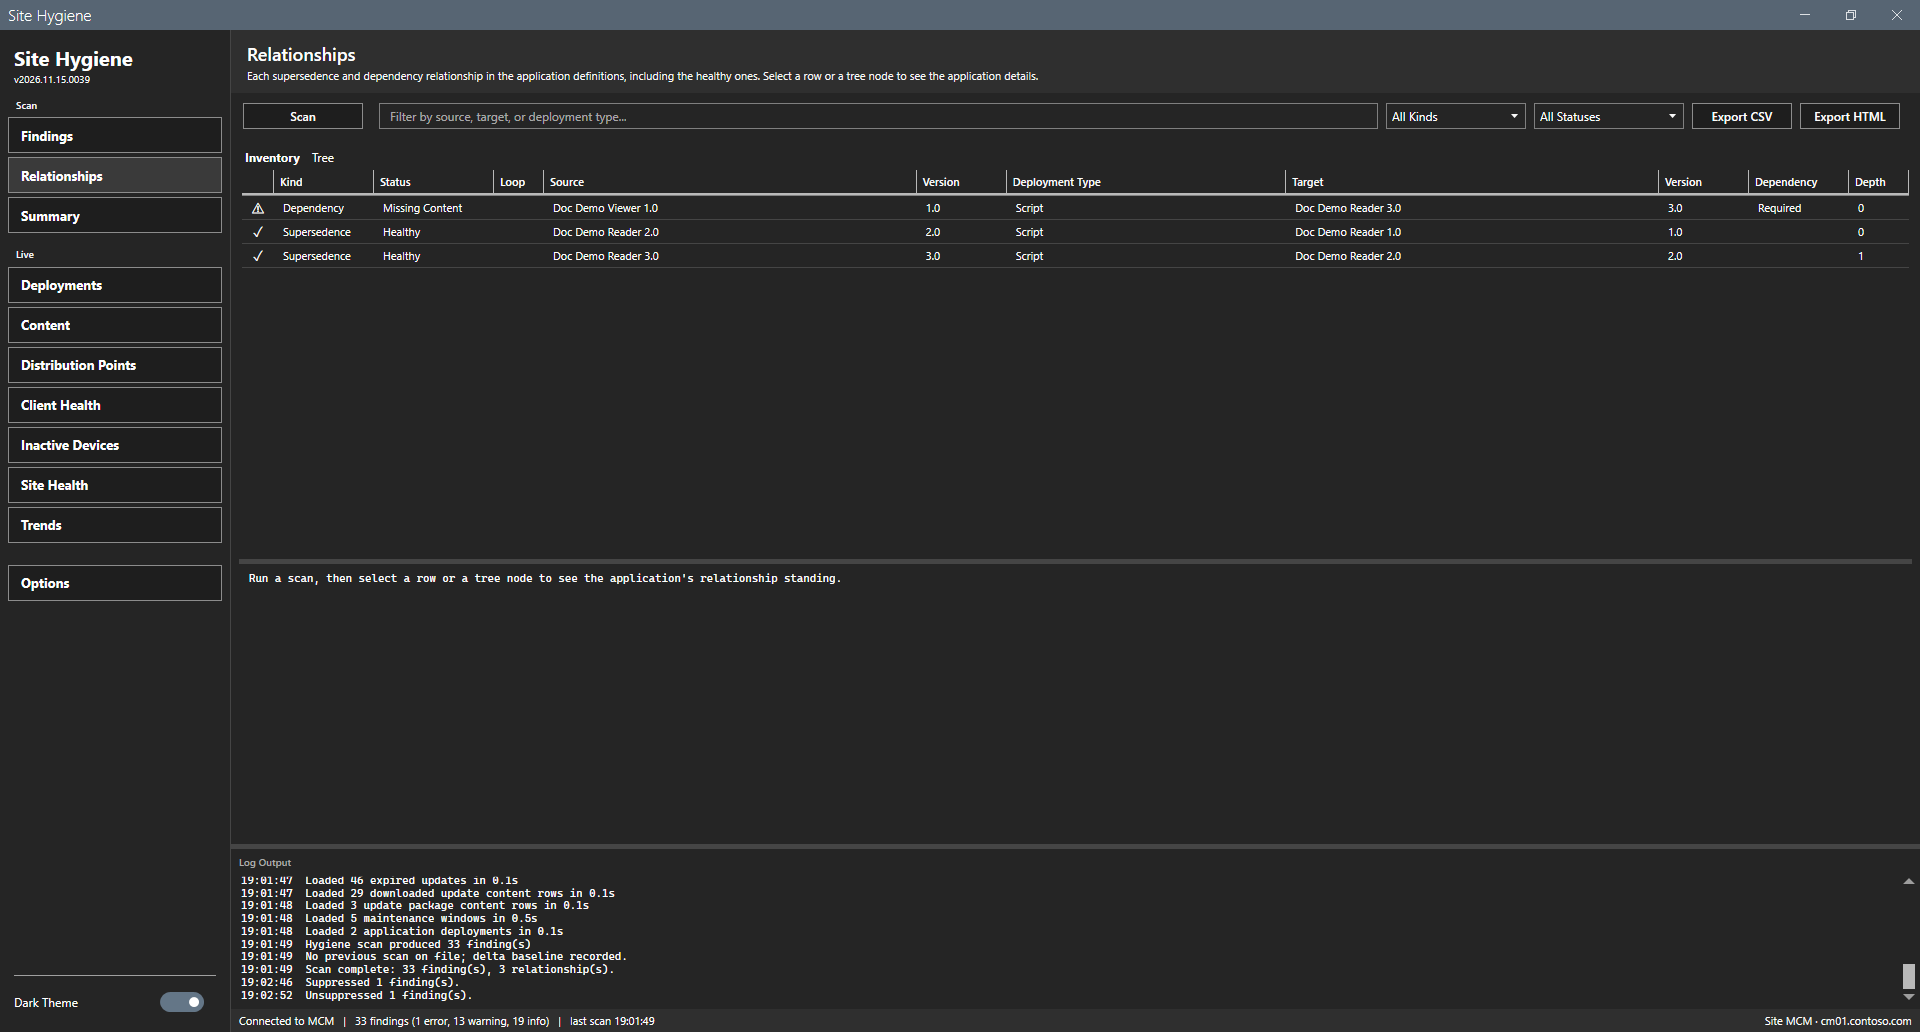 Site Hygiene
Site Hygiene
v2026.11.15.0039
Scan
Findings
Relationships
Summary
Live
Deployments
Content
Distribution Points
Client Health
Inactive Devices
Site Health
Trends
Options
Dark Theme
Relationships
Each supersedence and dependency relationship in the application definitions, including the healthy ones. Select a row or a tree node to see the application details.
Scan Filter by source, target, or deployment type... All Kinds All Statuses Export CSV Export HTML
Inventory Tree
Kind Status Loop Source Version Deployment Type Target Version Dependency Depth
Dependency Missing Content Doc Demo Viewer 1.0 1.0 Script Doc Demo Reader 3.0 3.0 Required 0
Supersedence Healthy Doc Demo Reader 2.0 2.0 Script Doc Demo Reader 1.0 1.0 0
Supersedence Healthy Doc Demo Reader 3.0 3.0 Script Doc Demo Reader 2.0 2.0 1
Run a scan, then select a row or a tree node to see the application's relationship standing.
Log Output
19:01:47 Loaded 46 expired updates in 0.1s
19:01:47 Loaded 29 downloaded update content rows in 0.1s
19:01:48 Loaded 3 update package content rows in 0.1s
19:01:48 Loaded 5 maintenance windows in 0.5s
19:01:48 Loaded 2 application deployments in 0.1s
19:01:49 Hygiene scan produced 33 finding(s)
19:01:49 No previous scan on file; delta baseline recorded.
19:01:49 Scan complete: 33 finding(s), 3 relationship(s).
19:02:46 Suppressed 1 finding(s).
19:02:52 Unsuppressed 1 finding(s).
Connected to MCM | 33 findings (1 error, 13 warning, 19 info) | last scan 19:01:49
Site MCM · cm01.contoso.com